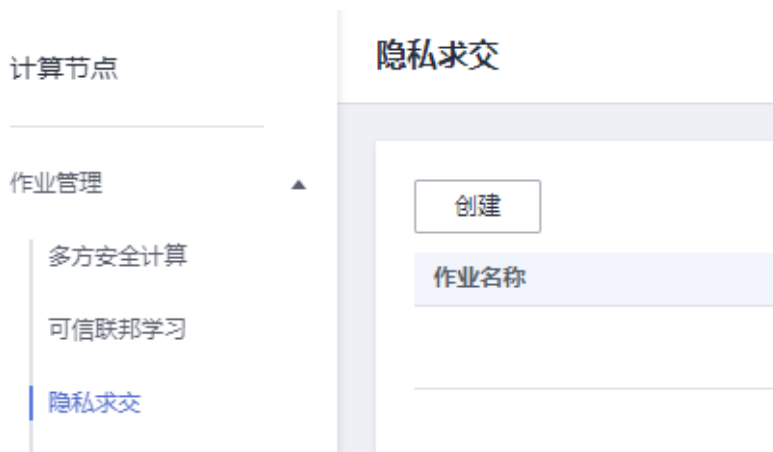 计算节点
作业管理
多方安全计算
可信联邦学习
隐私求交
隐私求交
创建
作业名称